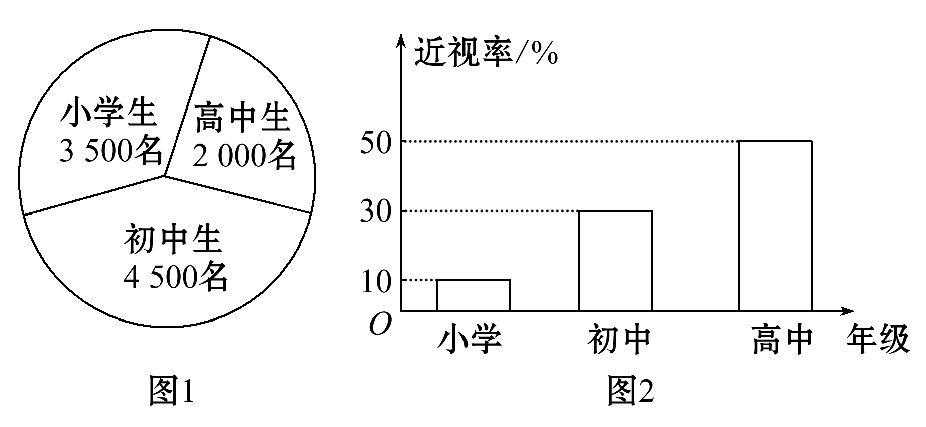 小学生
3 500名
高中生
2 000名
初中生
4 500名
图1
近视率/%
50
30
10
O
小学
初中
高中
年级
图2